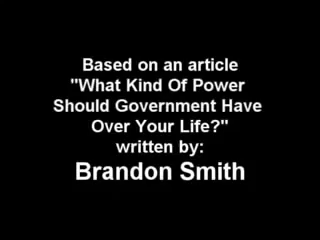 Based on an article
"What Kind Of Power
Should Government Have
Over Your Life?"
written by:
Brandon Smith